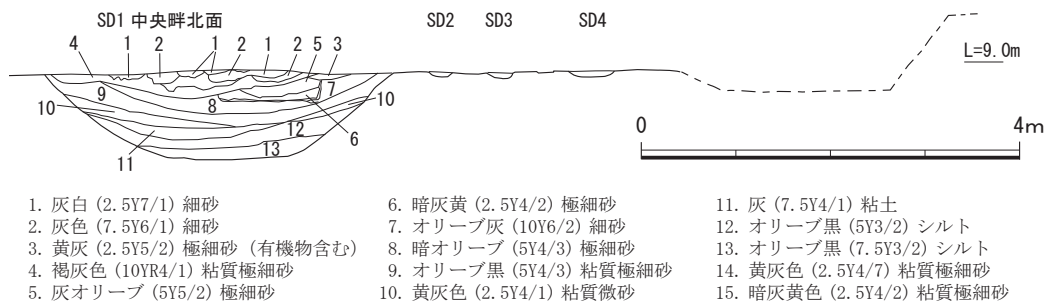 SD1 中央畔北面 SD2 SD3 SD4
4 1 2 1 2 1 2 5 3
L=9.0m
9 7
10 8 10
0 4m
12 6
11 13
1. 灰白 (2.5Y7/1) 細砂
2. 灰色 (7.5Y6/1) 細砂
3. 黄灰 (2.5Y5/2) 極細砂 (有機物含む)
4. 褐灰色 (10YR4/1) 粘質極細砂
5. 灰オリーブ (5Y5/2) 極細砂
6. 暗灰黄 (2.5Y4/2) 極細砂
7. オリーブ灰 (10Y6/2) 細砂
8. 暗オリーブ (5Y4/3) 極細砂
9. オリーブ黒 (5Y4/3) 粘質極細砂
10. 黄灰色 (2.5Y4/1) 粘質微砂
11. 灰 (7.5Y4/1) 粘土
12. オリーブ黒 (5Y3/2) シルト
13. オリーブ黒 (7.5Y3/2) シルト
14. 黄灰色 (2.5Y4/7) 粘質極細砂
15. 暗灰黄色 (2.5Y4/2) 粘質極細砂